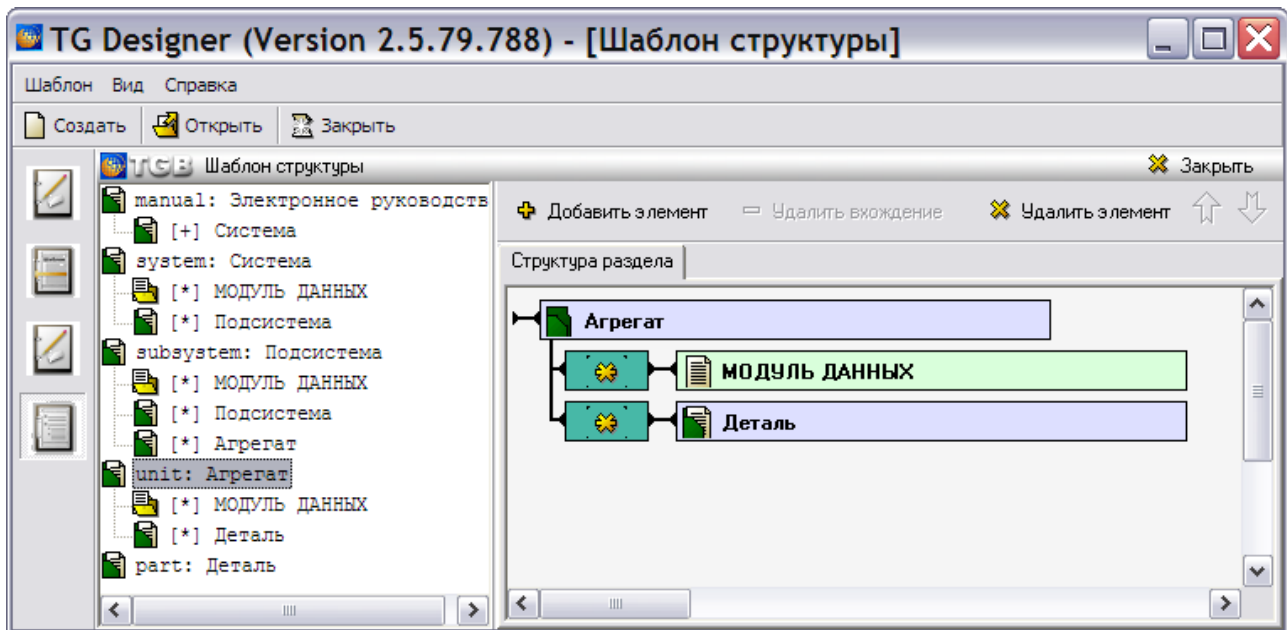 TG Designer (Version 2.5.79.788) - [Шаблон структуры]
Шаблон Вид Справка
Создать Открыть Закрыть
TGB Шаблон структуры Закрыть
manual: Электронное руководств
[+] Система
system: Система
[*] МОДУЛЬ ДАННЫХ
[*] Подсистема
subsystem: Подсистема
[*] МОДУЛЬ ДАННЫХ
[*] Подсистема
[*] Агрегат
unit: Агрегат
[*] МОДУЛЬ ДАННЫХ
[*] Деталь
part: Деталь
Добавить элемент Удалить вхождение Удалить элемент
Структура раздела
Агрегат
МОДУЛЬ ДАННЫХ
Деталь